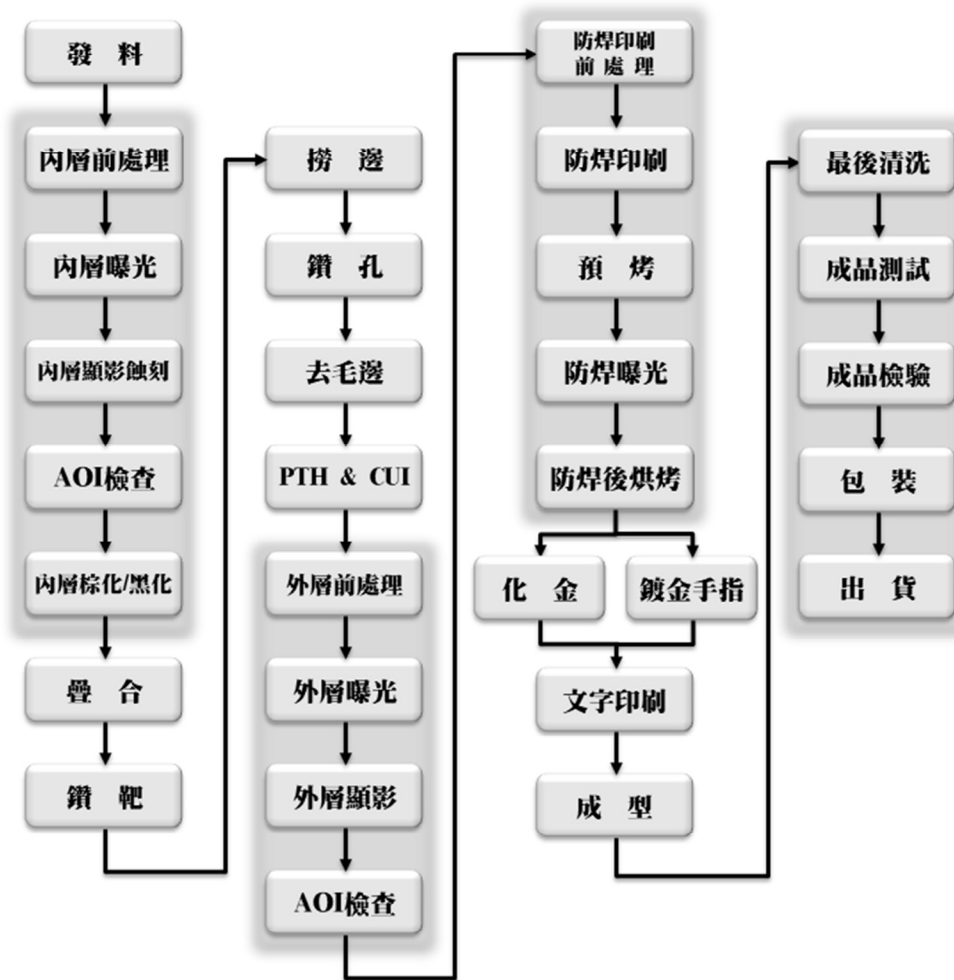 發 料
內層前處理
內層曝光
內層顯影蝕刻
AOI檢查
內層棕化/黑化
疊 合
鑽 靶
撈 邊
鑽 孔
去毛邊
PTH & CUI
外層前處理
外層曝光
外層顯影
AOI檢查
防焊印刷
前 處 理
防焊印刷
預 烤
防焊曝光
防焊後烘烤
化 金
鍍金手指
文字印刷
成 型
最後清洗
成品測試
成品檢驗
包 裝
出 貨